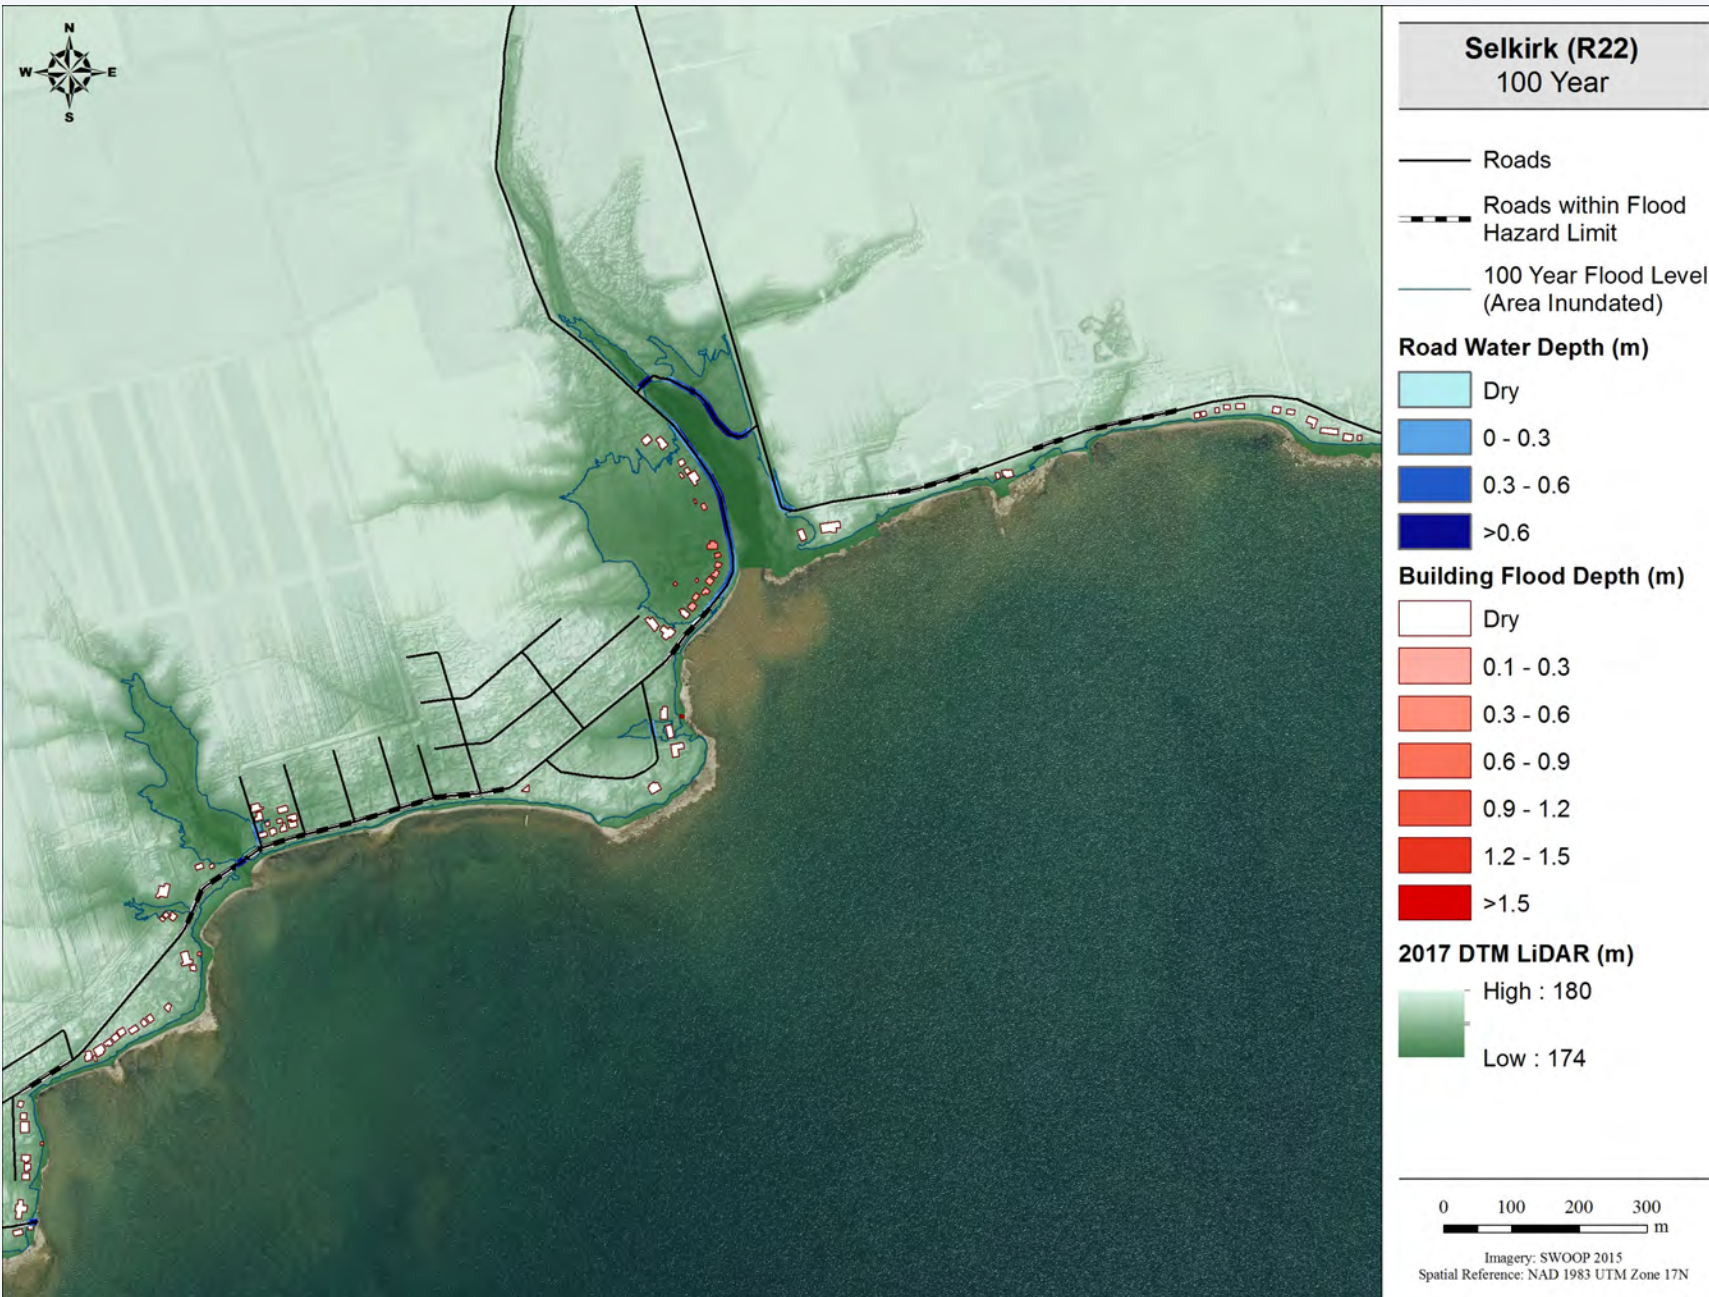 N
W E
S
Selkirk (R22)
100 Year
Roads
Roads within Flood
Hazard Limit
100 Year Flood Level
(Area Inundated)
Road Water Depth (m)
Dry
0 - 0.3
0.3 - 0.6
>0.6
Building Flood Depth (m)
Dry
0.1 - 0.3
0.3 - 0.6
0.6 - 0.9
0.9 - 1.2
1.2 - 1.5
>1.5
2017 DTM LiDAR (m)
High : 180
Low : 174
0 100 200 300
m
Imagery: SWOOP 2015
Spatial Reference: NAD 1983 UTM Zone 17N